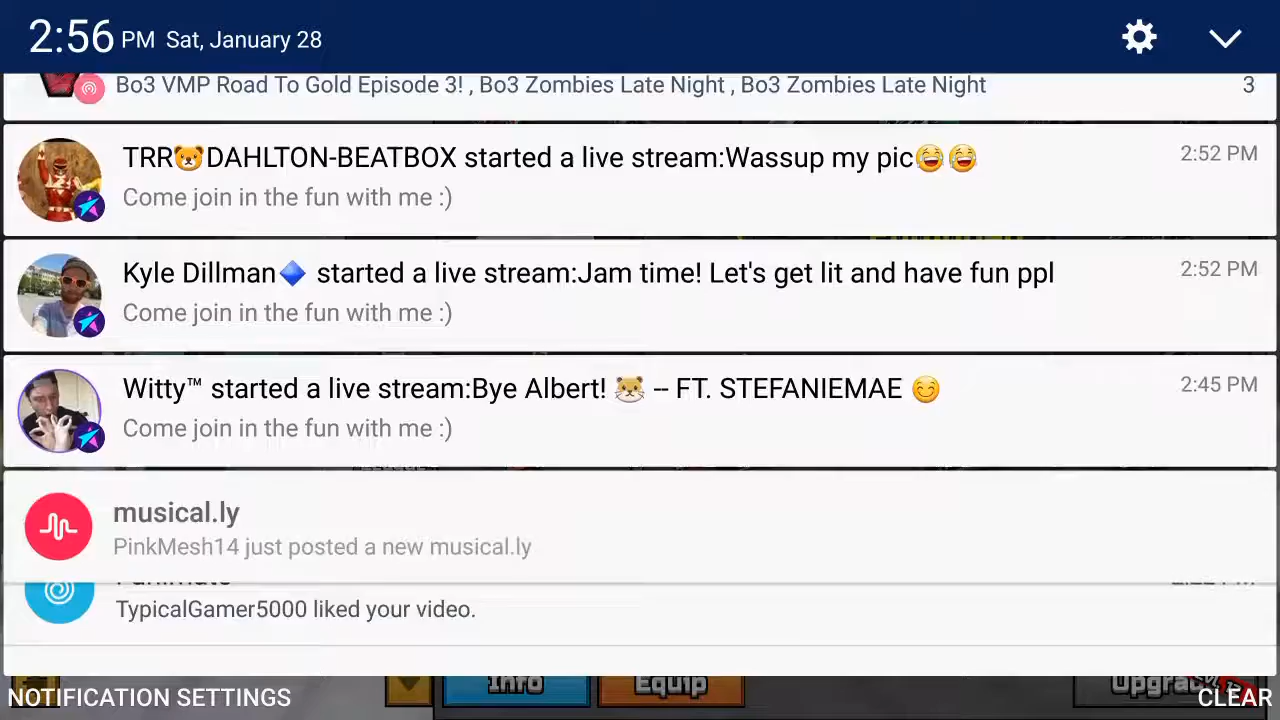 2:56 PM Sat, January 28
Bo3 VMP Road To Gold Episode 3! , Bo3 Zombies Late Night , Bo3 Zombies Late Night 3
TRR🐻DAHLTON-BEATBOX started a live stream:Wassup my pic😂😂 2:52 PM
Come join in the fun with me :)
Kyle Dillman🔷 started a live stream:Jam time! Let's get lit and have fun ppl 2:52 PM
Come join in the fun with me :)
Witty™ started a live stream:Bye Albert! 🐹 -- FT. STEFANIEMAE 😊 2:45 PM
Come join in the fun with me :)
musical.ly
PinkMesh14 just posted a new musical.ly
TypicalGamer5000 liked your video.
Info Equip Upgrade
NOTIFICATION SETTINGS CLEAR